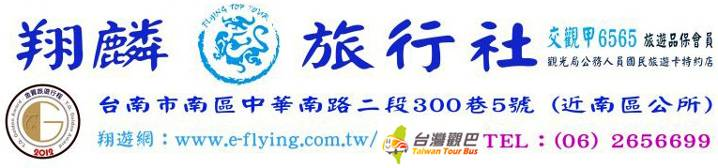 翔麟 FLYING TOP TOUR 旅行社 交觀甲6565 旅遊品保會員
觀光局公務人員國民旅遊卡特約店
台南市南區中華南路二段300巷5號 (近南區公所)
2012
翔遊網:www.e-flying.com.tw/ 台灣觀巴 TEL:(06) 2656699
Taiwan Tour Bus